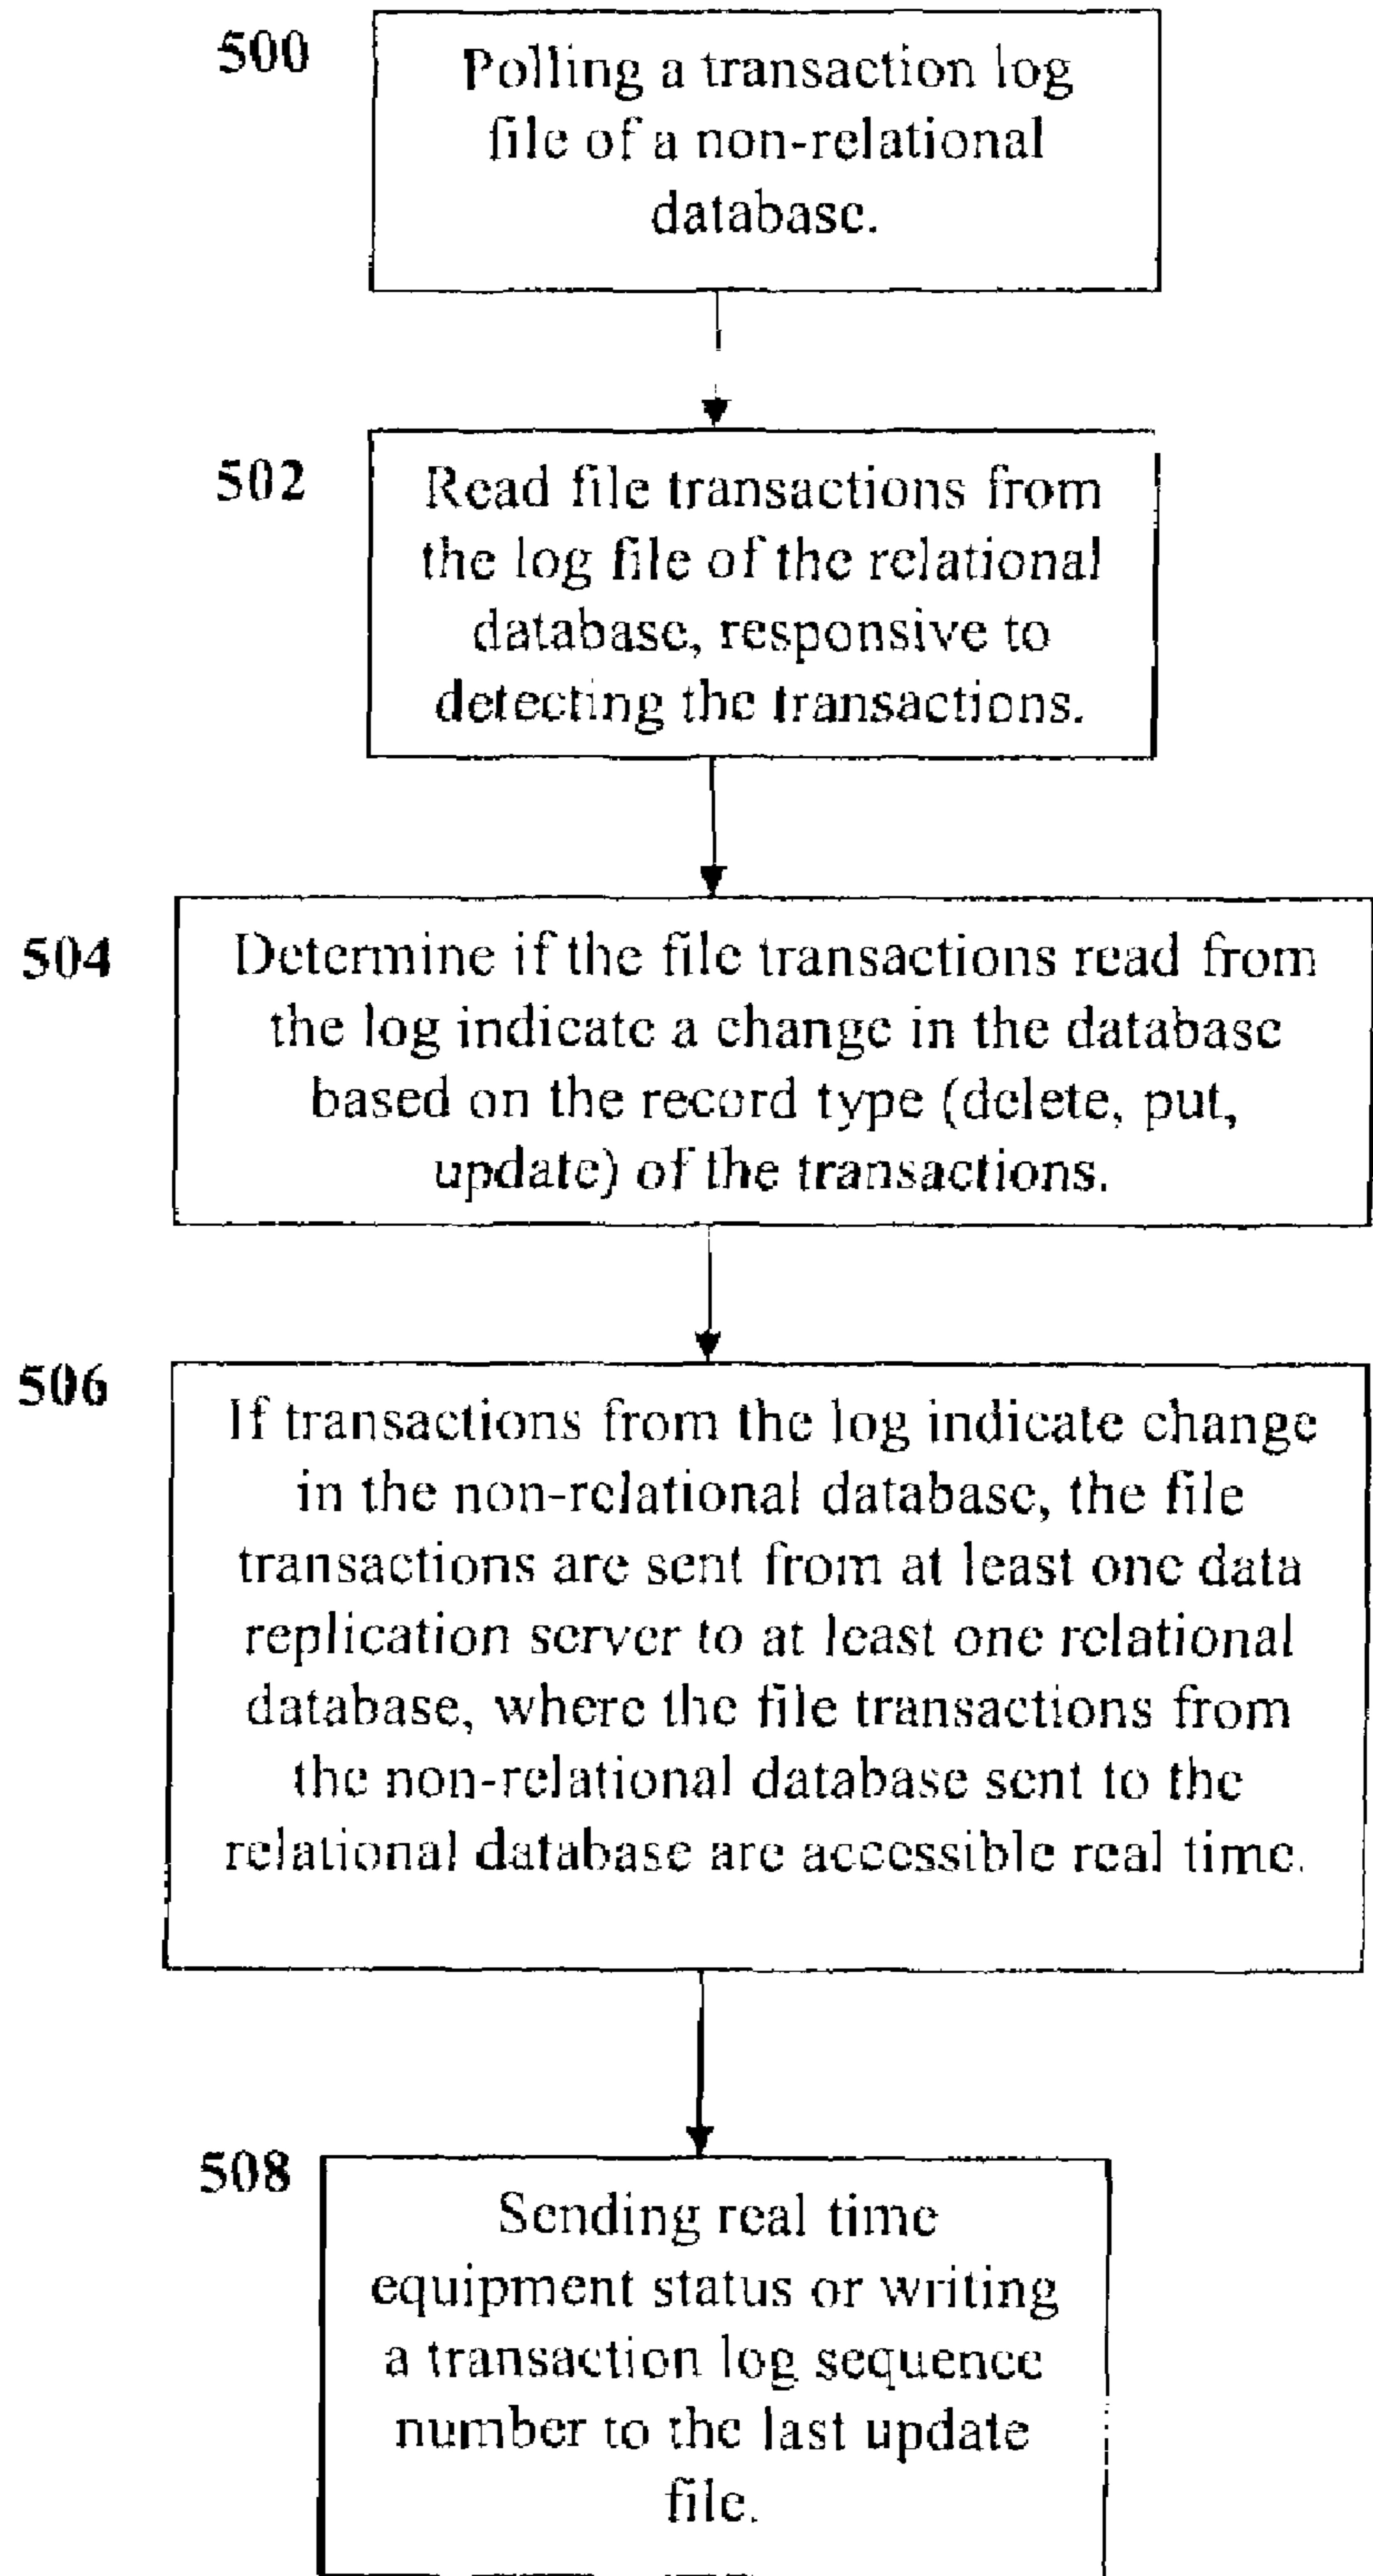 500
Polling a transaction log
file of a non-relational
database.
502
Read file transactions from
the log file of the relational
database, responsive to
detecting the transactions.
504
Determine if the file transactions read from
the log indicate a change in the database
based on the record type (delete, put,
update) of the transactions.
506
If transactions from the log indicate change
in the non-relational database, the file
transactions are sent from at least one data
replication server to at least one relational
database, where the file transactions from
the non-relational database sent to the
relational database are accessible real time.
508
Sending real time
equipment status or writing
a transaction log sequence
number to the last update
file.